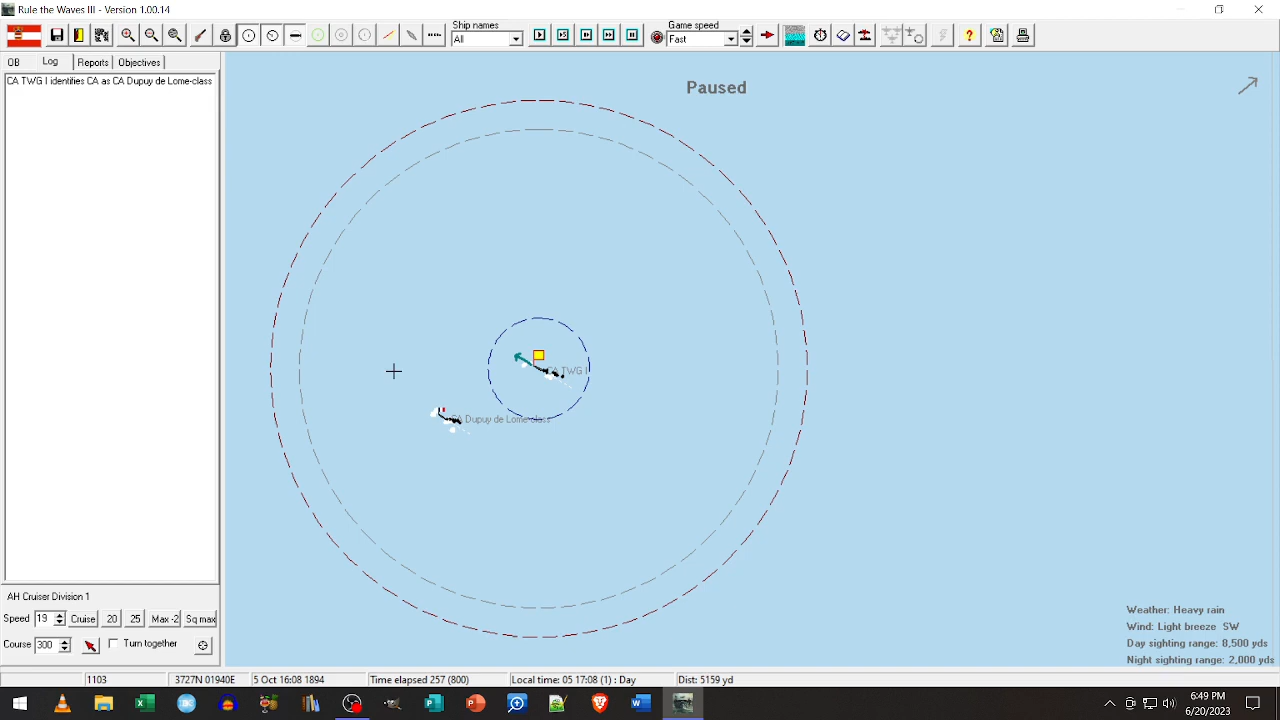 Rule the Waves III - Version 1.00.14
Ship names
All
Game speed
Fast
OB
Log
Reports
Objectives
CA TWG I identifies CA as CA Dupuy de Lome-class
Paused
CA TWG I
CA Dupuy de Lome-class
Weather: Heavy rain
Wind: Light breeze SW
Day sighting range: 8,500 yds
Night sighting range: 2,000 yds
AH Cruiser Division 1
Speed 19 Cruise 20 25 Max -2 Sq max
Course 300 Turn together
1103 3727N 01940E 5 Oct 16:08 1894 Time elapsed 257 (800) Local time: 05 17:08 (1) : Day Dist: 5159 yd
6:49 PM
6/20/2023